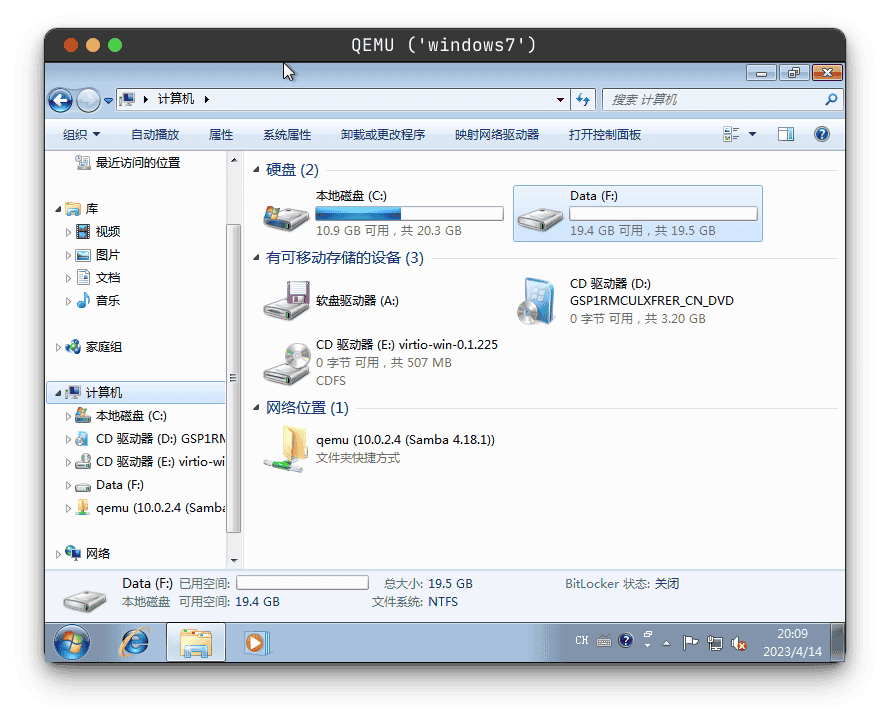 QEMU ('windows7')
计算机
搜索 计算机
组织 自动播放 属性 系统属性 卸载或更改程序 映射网络驱动器 打开控制面板
最近访问的位置
库
视频
图片
文档
音乐
家庭组
计算机
本地磁盘 (C:)
CD 驱动器 (D:) GSP1RM
CD 驱动器 (E:) virtio-wi
Data (F:)
qemu (10.0.2.4 (Samba
网络
硬盘 (2)
本地磁盘 (C:)
10.9 GB 可用，共 20.3 GB
Data (F:)
19.4 GB 可用，共 19.5 GB
有可移动存储的设备 (3)
软盘驱动器 (A:)
CD 驱动器 (D:)
GSP1RMCULXFRER_CN_DVD
0 字节 可用，共 3.20 GB
CD 驱动器 (E:) virtio-win-0.1.225
0 字节 可用，共 507 MB
CDFS
网络位置 (1)
qemu (10.0.2.4 (Samba 4.18.1))
文件夹快捷方式
Data (F:) 已用空间: 总大小: 19.5 GB BitLocker 状态: 关闭
本地磁盘 可用空间: 19.4 GB 文件系统: NTFS
CH
20:09
2023/4/14